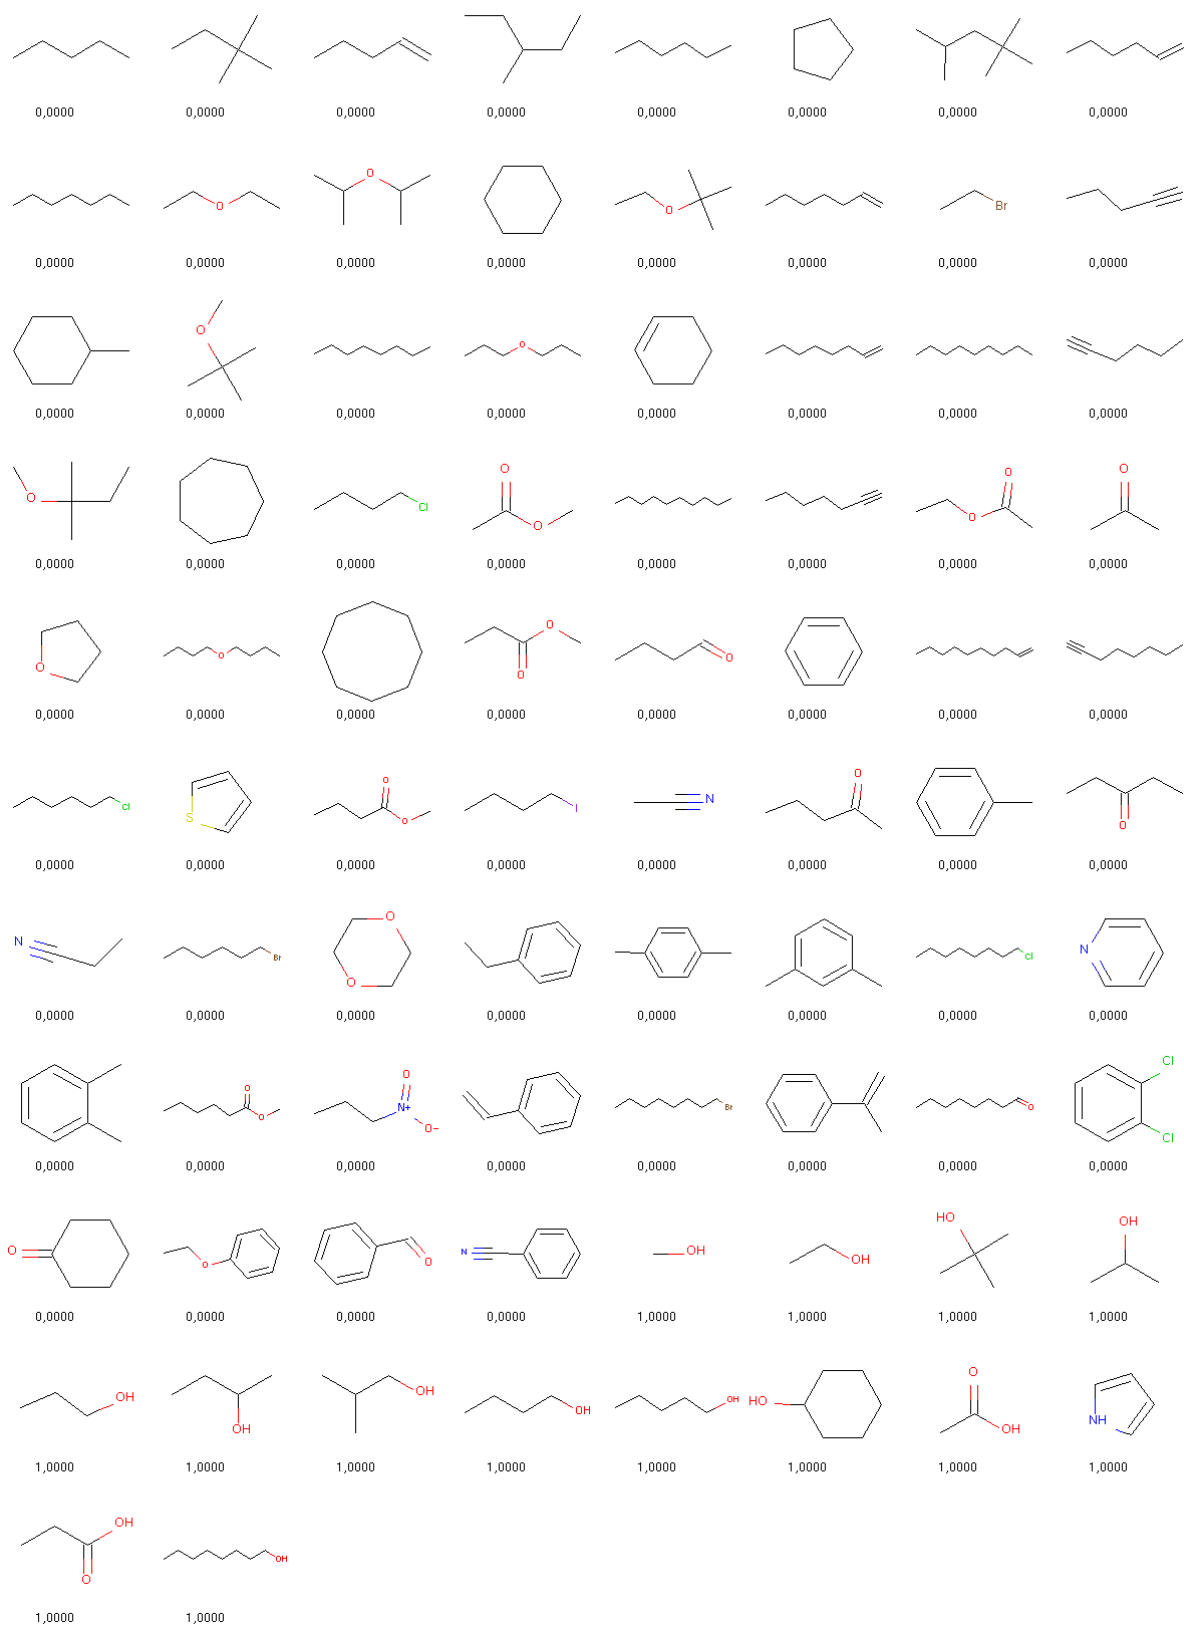 0,0000 0,0000 0,0000 0,0000 0,0000 0,0000 0,0000 0,0000
O
O O Br
0,0000 0,0000 0,0000 0,0000 0,0000 0,0000 0,0000 0,0000
O
O
0,0000 0,0000 0,0000 0,0000 0,0000 0,0000 0,0000 0,0000
O O O
O Cl O O
0,0000 0,0000 0,0000 0,0000 0,0000 0,0000 0,0000 0,0000
O
O O O O
0,0000 0,0000 0,0000 0,0000 0,0000 0,0000 0,0000 0,0000
O O
Cl N
S O I O
0,0000 0,0000 0,0000 0,0000 0,0000 0,0000 0,0000 0,0000
O
N Br Cl N
O
0,0000 0,0000 0,0000 0,0000 0,0000 0,0000 0,0000 0,0000
O Cl
O N+ Br O
O O- Cl
0,0000 0,0000 0,0000 0,0000 0,0000 0,0000 0,0000 0,0000
HO OH
O O O N OH OH
0,0000 0,0000 0,0000 0,0000 1,0000 1,0000 1,0000 1,0000
O
OH OH OH OH HO
OH OH NH
1,0000 1,0000 1,0000 1,0000 1,0000 1,0000 1,0000 1,0000
OH
OH
O
1,0000 1,0000